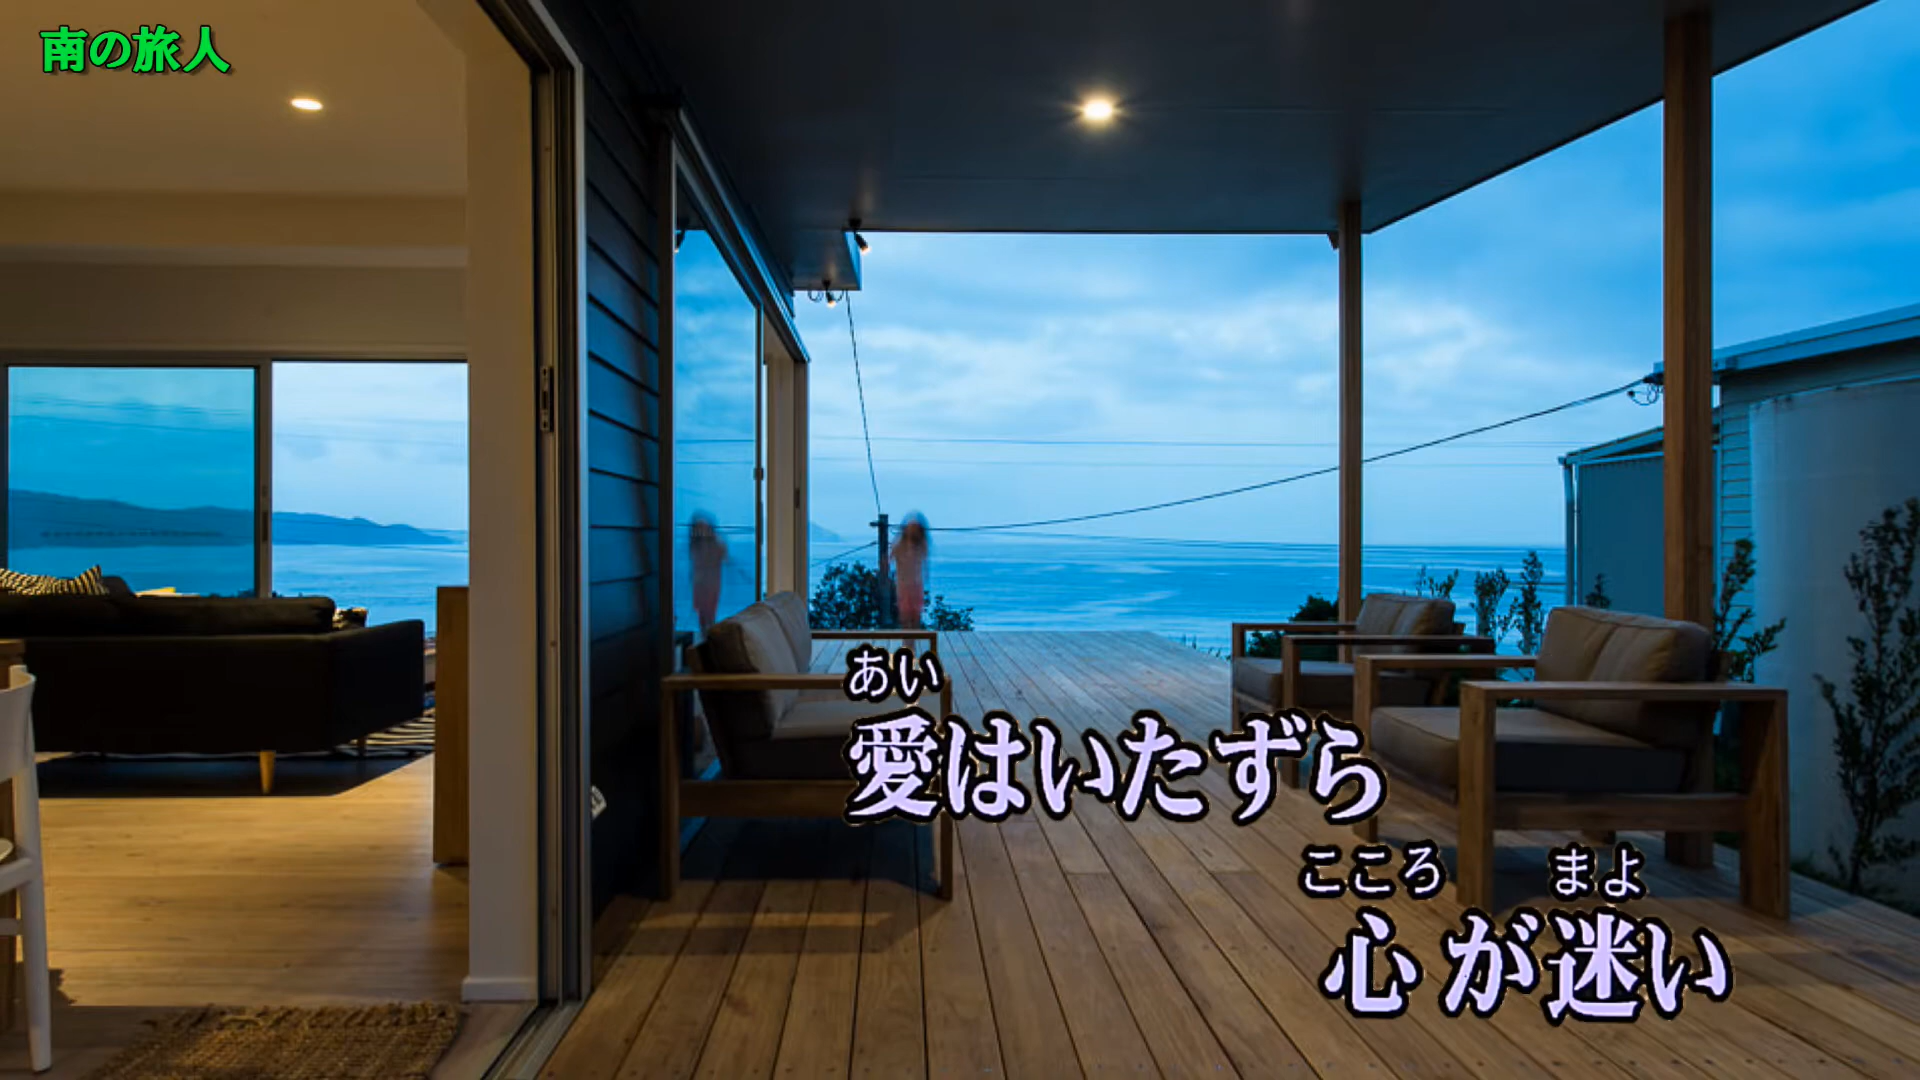 南の旅人
あい
愛はいたずら
こころ まよ
心が迷い